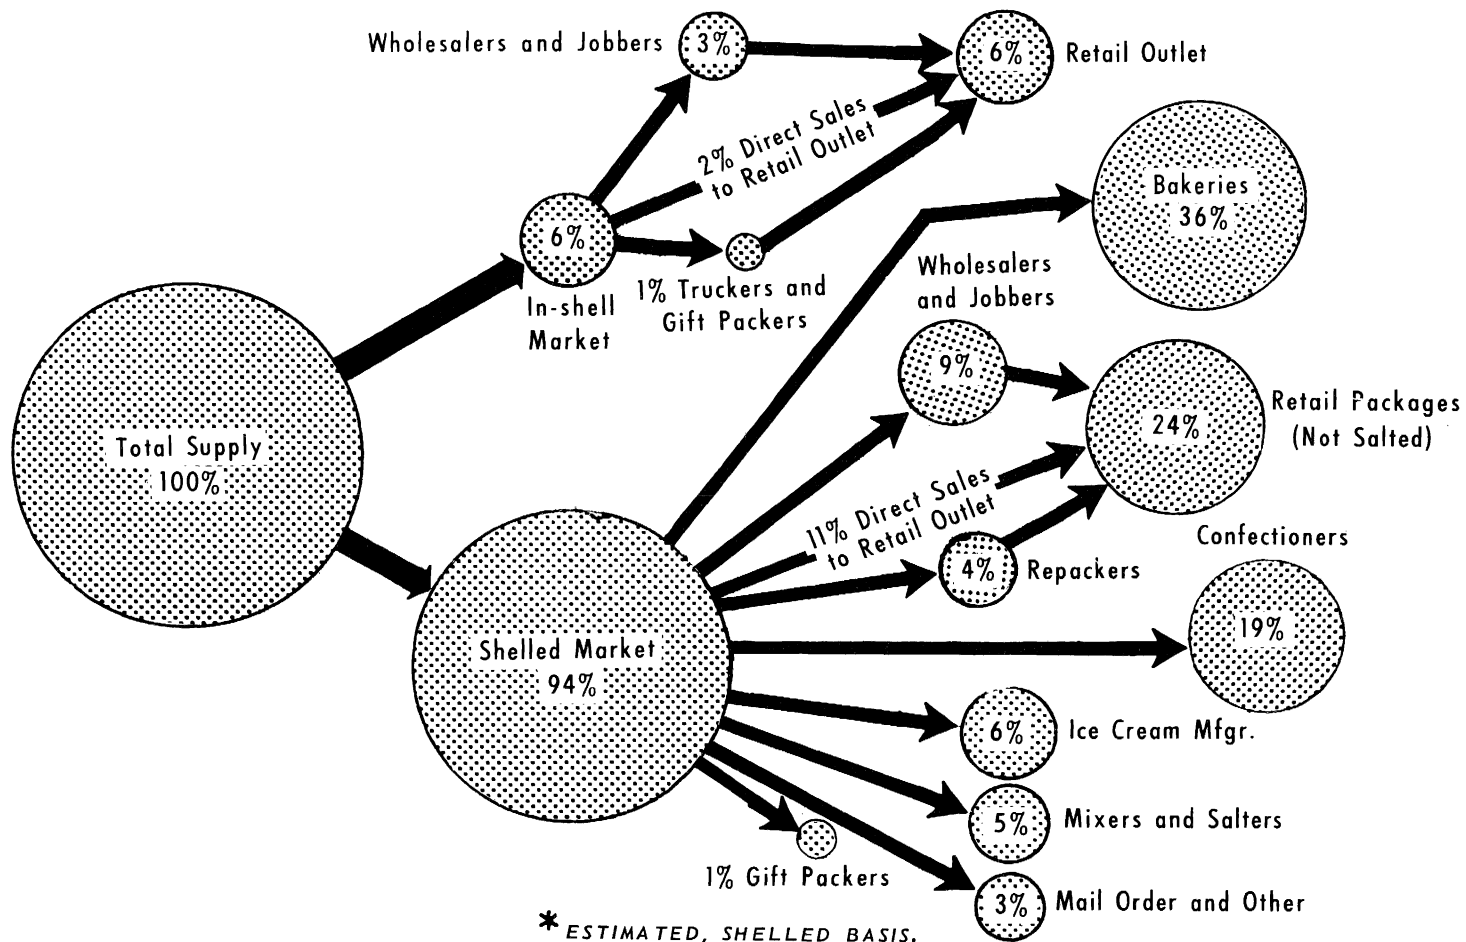 Wholesalers and Jobbers
3%
6%
Retail Outlet
2% Direct Sales
to Retail Outlet
6%
In-shell
Market
1% Truckers and
Gift Packers
Bakeries
36%
Wholesalers
and Jobbers
9%
24%
Retail Packages
(Not Salted)
Total Supply
100%
11% Direct Sales
to Retail Outlet
4%
Repackers
Confectioners
19%
Shelled Market
94%
6%
Ice Cream Mfgr.
5%
Mixers and Salters
1% Gift Packers
3%
Mail Order and Other
* ESTIMATED, SHELLED BASIS.